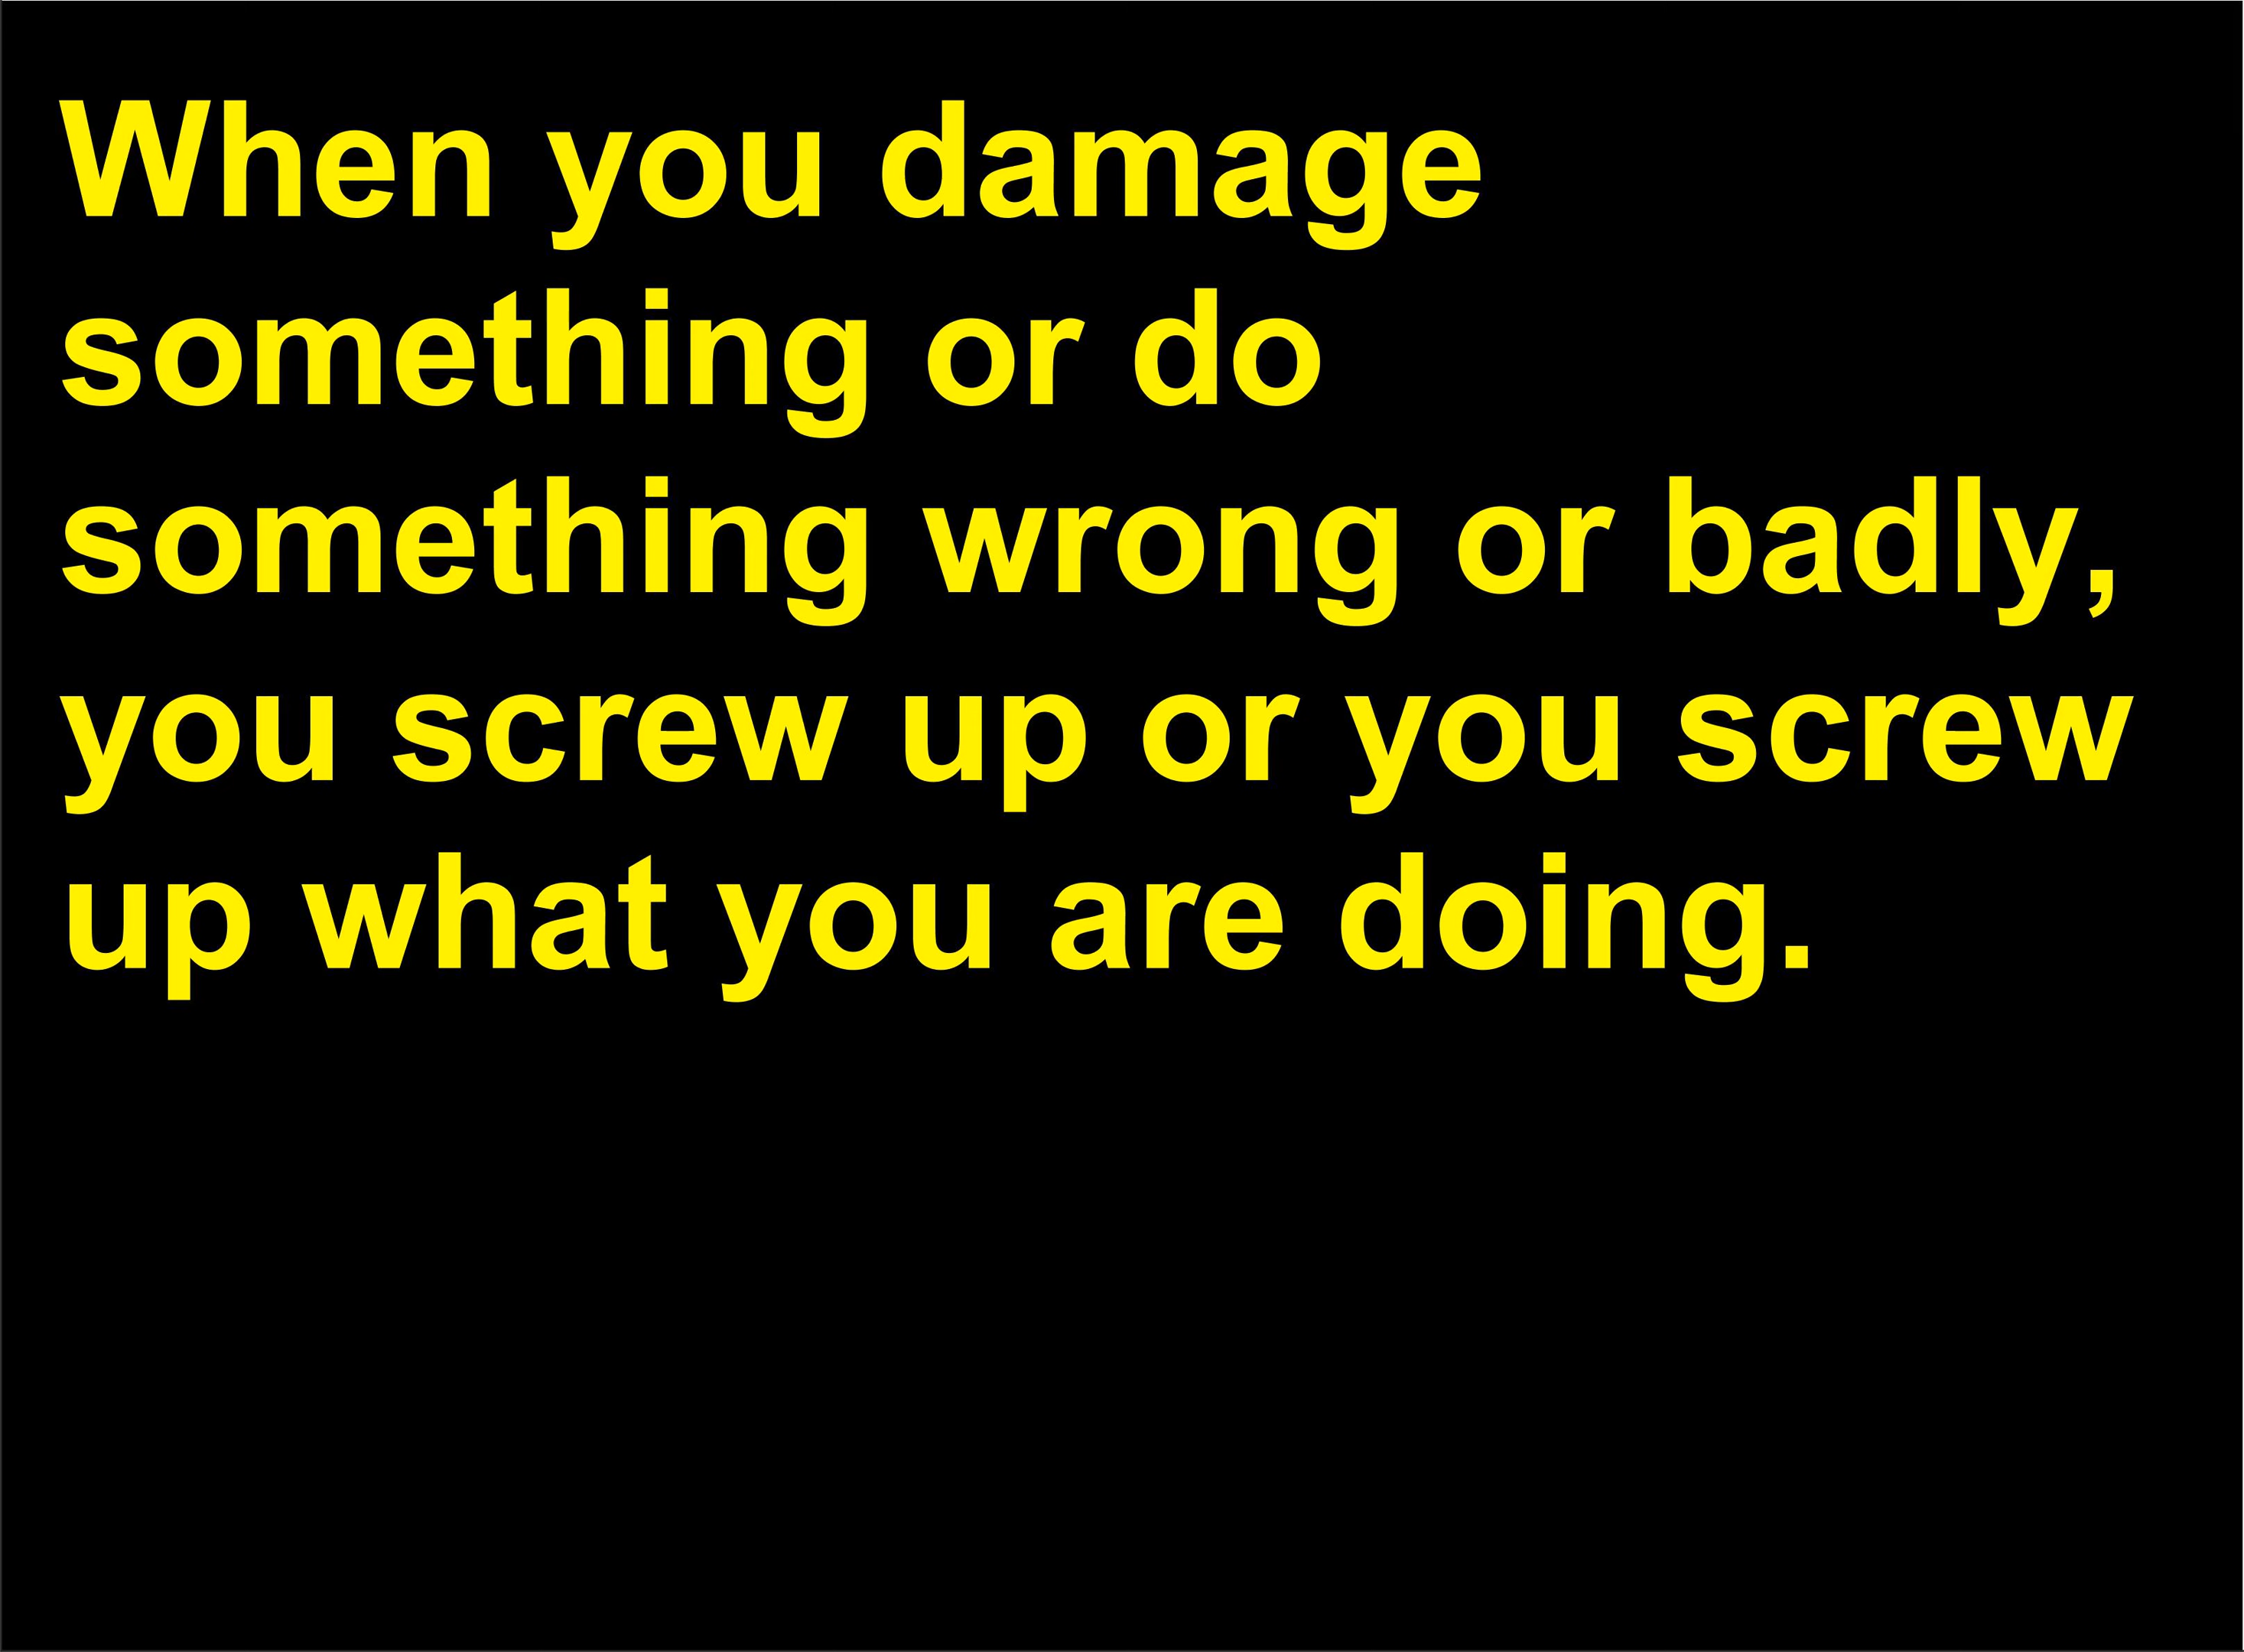 When you damage
something or do
something wrong or badly,
you screw up or you screw
up what you are doing.